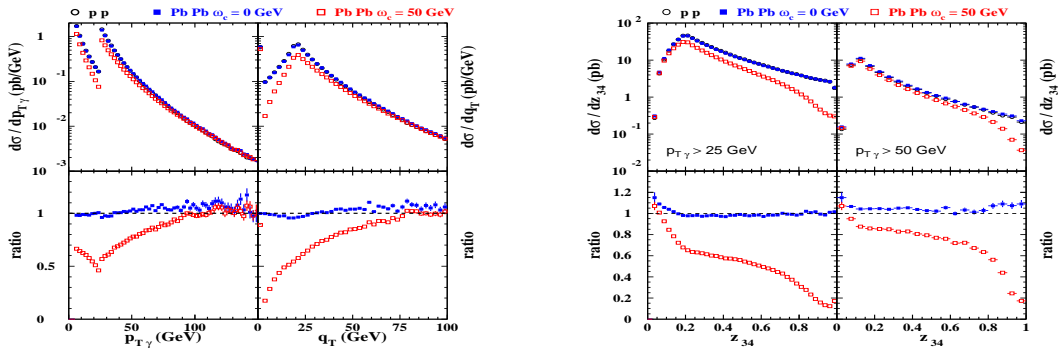 p p Pb Pb ω_c = 0 GeV Pb Pb ω_c = 50 GeV
dσ / dp_Tγ (pb/GeV)
1
10^-1
10^-2
10^-3
dσ / dq_T (pb/GeV)
ratio
10
1
0.5
0
ratio
0 50 100
0 25 50 75 100
p_Tγ (GeV)
q_T (GeV)
p p Pb Pb ω_c = 0 GeV Pb Pb ω_c = 50 GeV
dσ / dz_34 (pb)
10^2
10
1
10^-1
10^-2
p_Tγ > 25 GeV
p_Tγ > 50 GeV
dσ / dz_34 (pb)
ratio
10
1.2
1
0.8
0.6
0.4
0.2
0
ratio
0 0.2 0.4 0.6 0.8 0 0.2 0.4 0.6 0.8 1
z_34
z_34